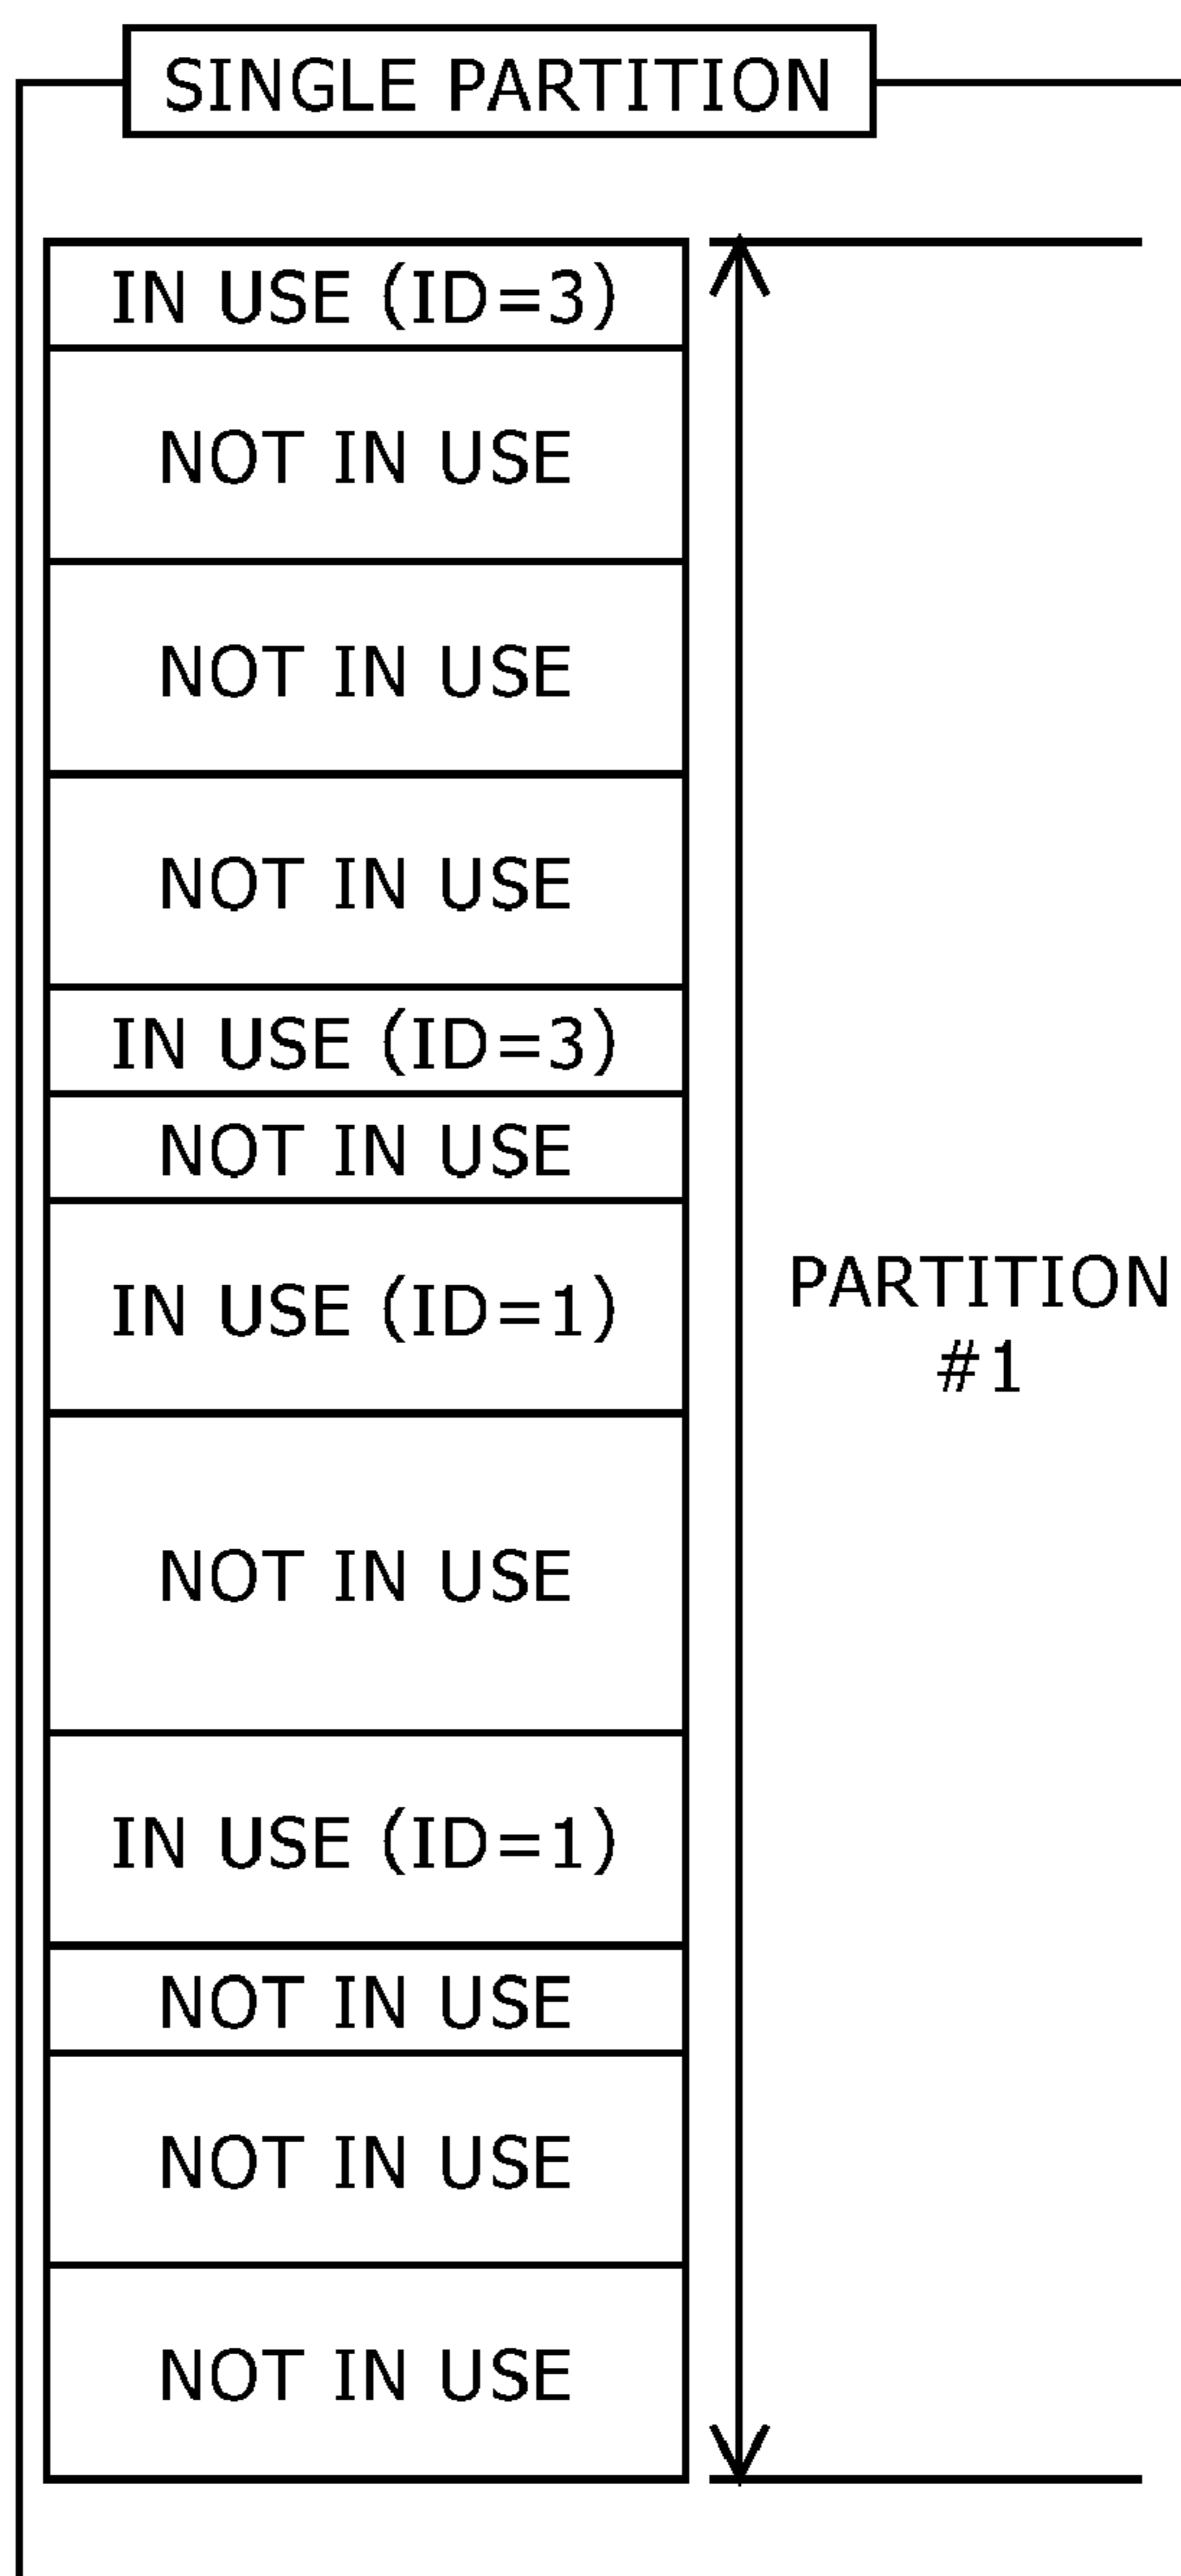 SINGLE PARTITION
IN USE (ID=3)
NOT IN USE
NOT IN USE
NOT IN USE
IN USE (ID=3)
NOT IN USE
IN USE (ID=1)
PARTITION
#1
NOT IN USE
IN USE (ID=1)
NOT IN USE
NOT IN USE
NOT IN USE